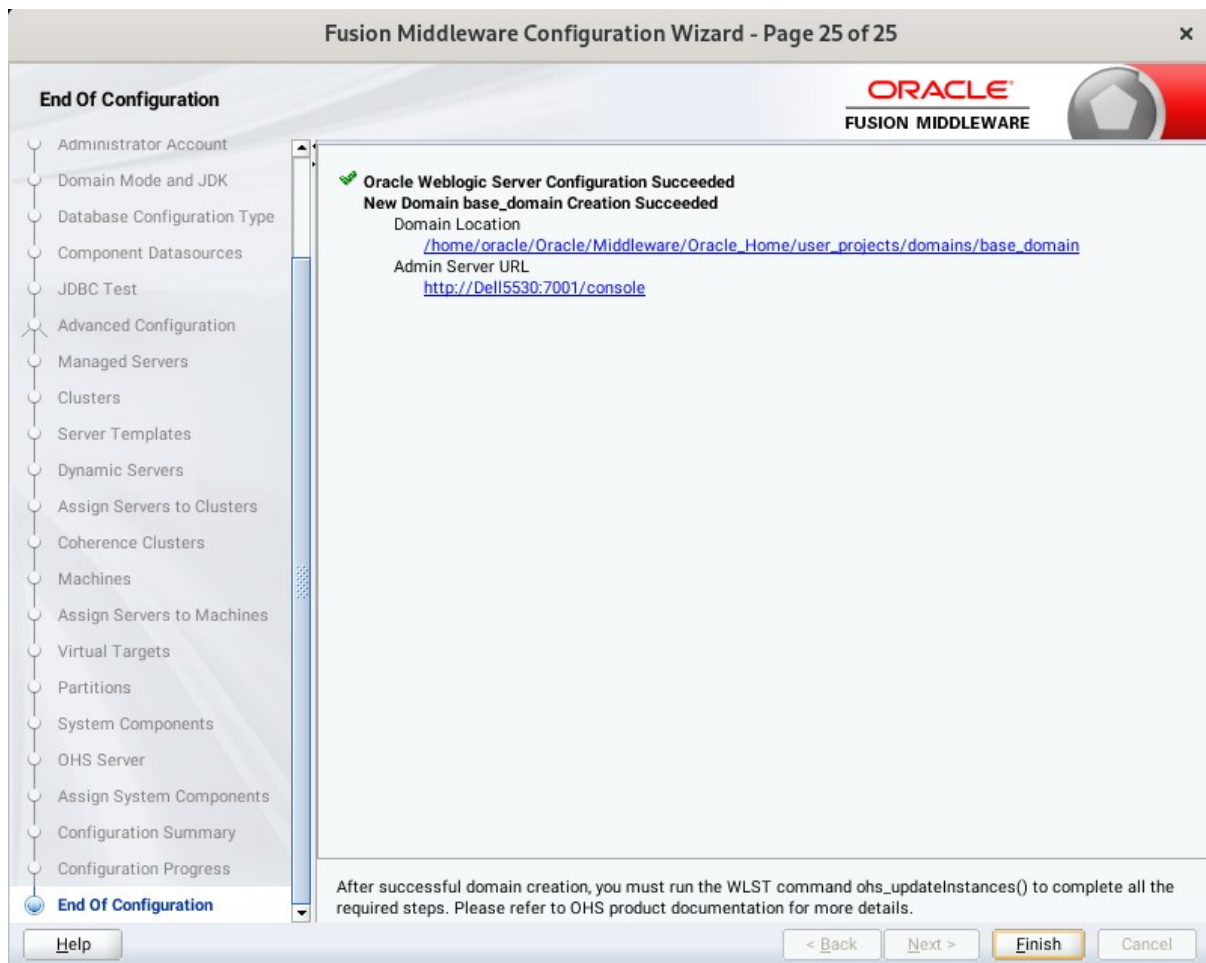 Fusion Middleware Configuration Wizard - Page 25 of 25
End Of Configuration
ORACLE
FUSION MIDDLEWARE
Administrator Account
Domain Mode and JDK
Database Configuration Type
Component Datasources
JDBC Test
Advanced Configuration
Managed Servers
Clusters
Server Templates
Dynamic Servers
Assign Servers to Clusters
Coherence Clusters
Machines
Assign Servers to Machines
Virtual Targets
Partitions
System Components
OHS Server
Assign System Components
Configuration Summary
Configuration Progress
End Of Configuration
Oracle Weblogic Server Configuration Succeeded
New Domain base_domain Creation Succeeded
Domain Location
/home/oracle/Oracle/Middleware/Oracle_Home/user_projects/domains/base_domain
Admin Server URL
http://Dell5530:7001/console
After successful domain creation, you must run the WLST command ohs_updateInstances() to complete all the
required steps. Please refer to OHS product documentation for more details.
Help
< Back
Next >
Finish
Cancel